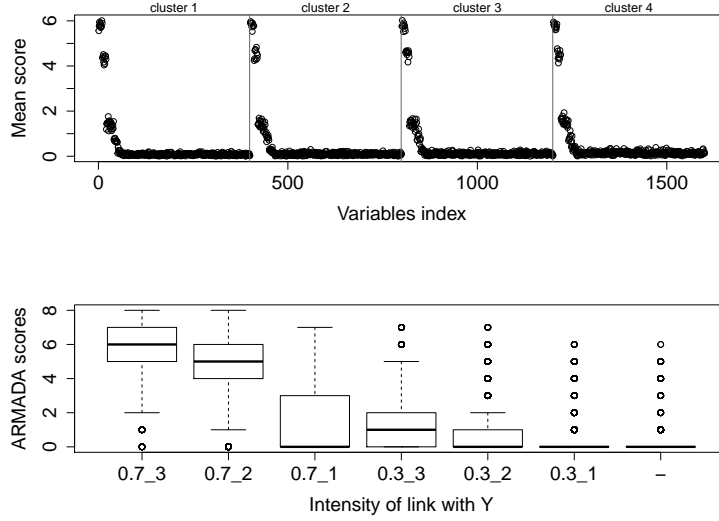 cluster 1 cluster 2 cluster 3 cluster 4
Mean score
6
4
2
0
0 500 1000 1500
Variables index
ARMADA scores
8
6
4
2
0
0.7_3 0.7_2 0.7_1 0.3_3 0.3_2 0.3_1 –
Intensity of link with Y